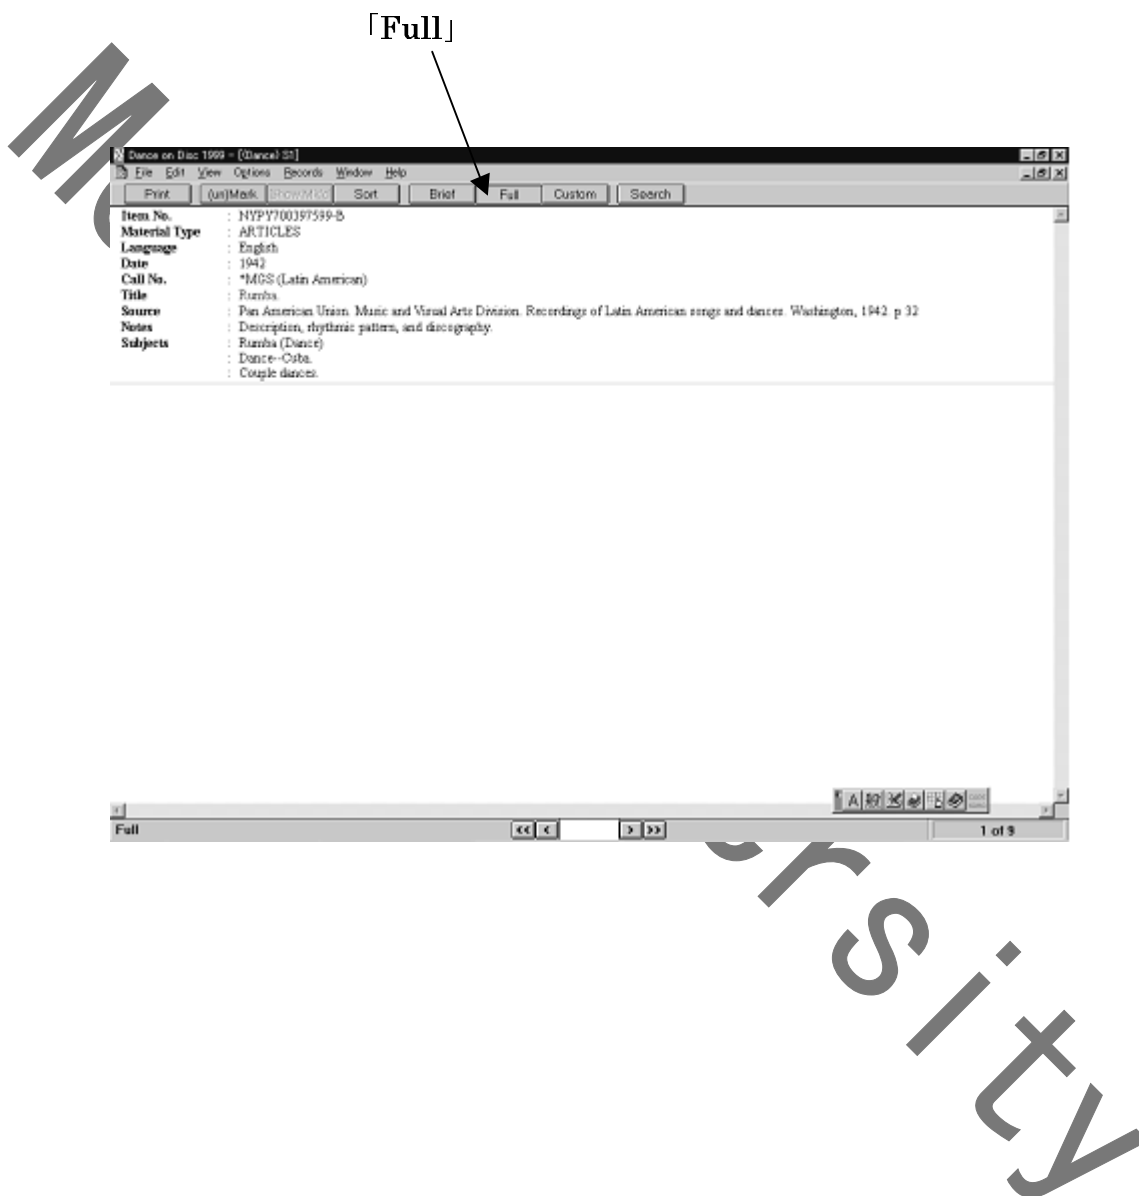 「Full」
Dance on Disc 1999 - [(Dance) S1]
File Edit View Options Records Window Help
Print (un)Mark Sort Brief Full Custom Search
Item No. : NYPY700397599-B
Material Type : ARTICLES
Language : English
Date : 1942
Call No. : *MGS (Latin American)
Title : Rumba.
Source : Pan American Union. Music and Visual Arts Division. Recordings of Latin American songs and dances. Washington, 1942. p 32
Notes : Description, rhythmic pattern, and discography.
Subjects : Rumba (Dance)
: Dance--Cuba.
: Couple dances.
A
Full << < > >> 1 of 9
ersity